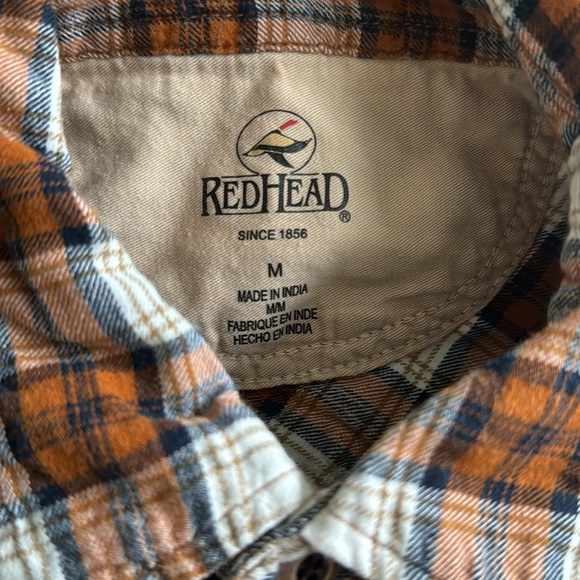 REDHEAD®
SINCE 1856
M
MADE IN INDIA
M/M
FABRIQUE EN INDE
HECHO EN INDIA